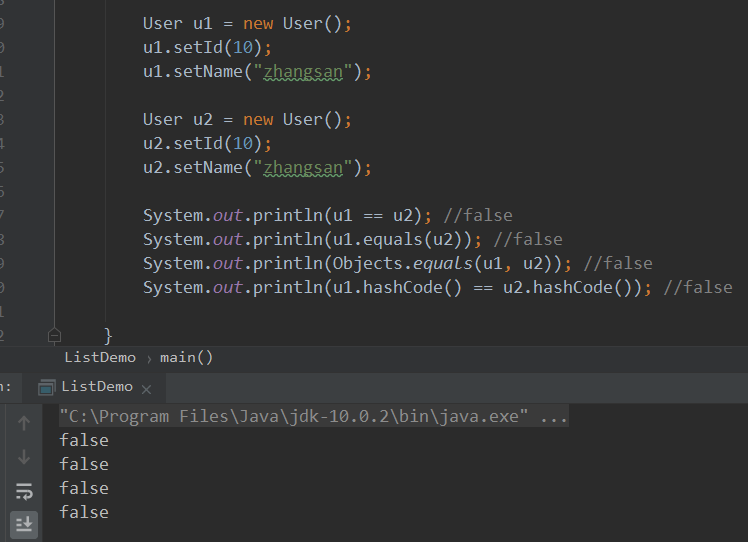 User u1 = new User();
u1.setId(10);
u1.setName("zhangsan");
User u2 = new User();
u2.setId(10);
u2.setName("zhangsan");
System.out.println(u1 == u2); //false
System.out.println(u1.equals(u2)); //false
System.out.println(Objects.equals(u1, u2)); //false
System.out.println(u1.hashCode() == u2.hashCode()); //false
}
ListDemo › main()
n: ListDemo ×
"C:\Program Files\Java\jdk-10.0.2\bin\java.exe" ...
false
false
false
false